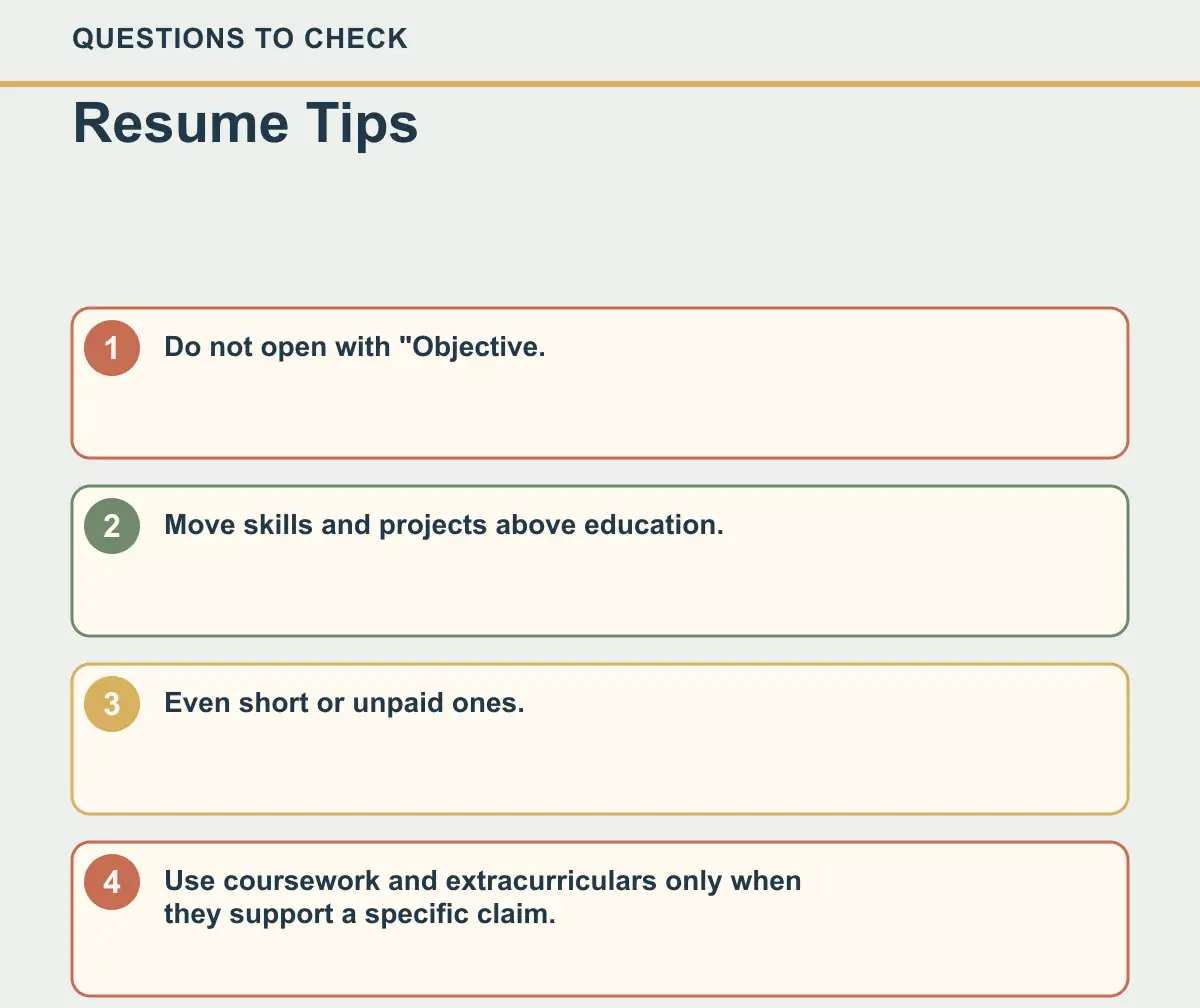 QUESTIONS TO CHECK
Resume Tips
1
Do not open with "Objective.
2
Move skills and projects above education.
3
Even short or unpaid ones.
4
Use coursework and extracurriculars only when
they support a specific claim.